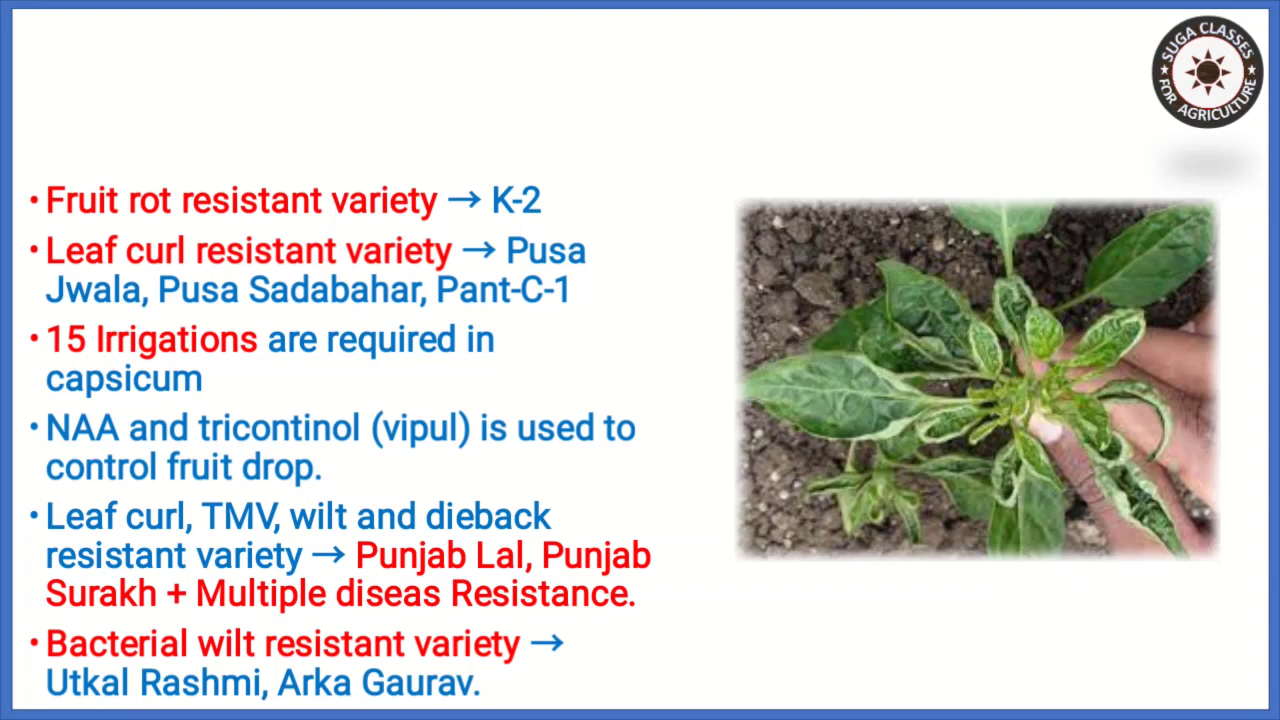 SUGA CLASSES
FOR AGRICULTURE
• Fruit rot resistant variety → K-2
• Leaf curl resistant variety → Pusa
Jwala, Pusa Sadabahar, Pant-C-1
• 15 Irrigations are required in
capsicum
• NAA and tricontinol (vipul) is used to
control fruit drop.
• Leaf curl, TMV, wilt and dieback
resistant variety → Punjab Lal, Punjab
Surakh + Multiple diseas Resistance.
• Bacterial wilt resistant variety →
Utkal Rashmi, Arka Gaurav.